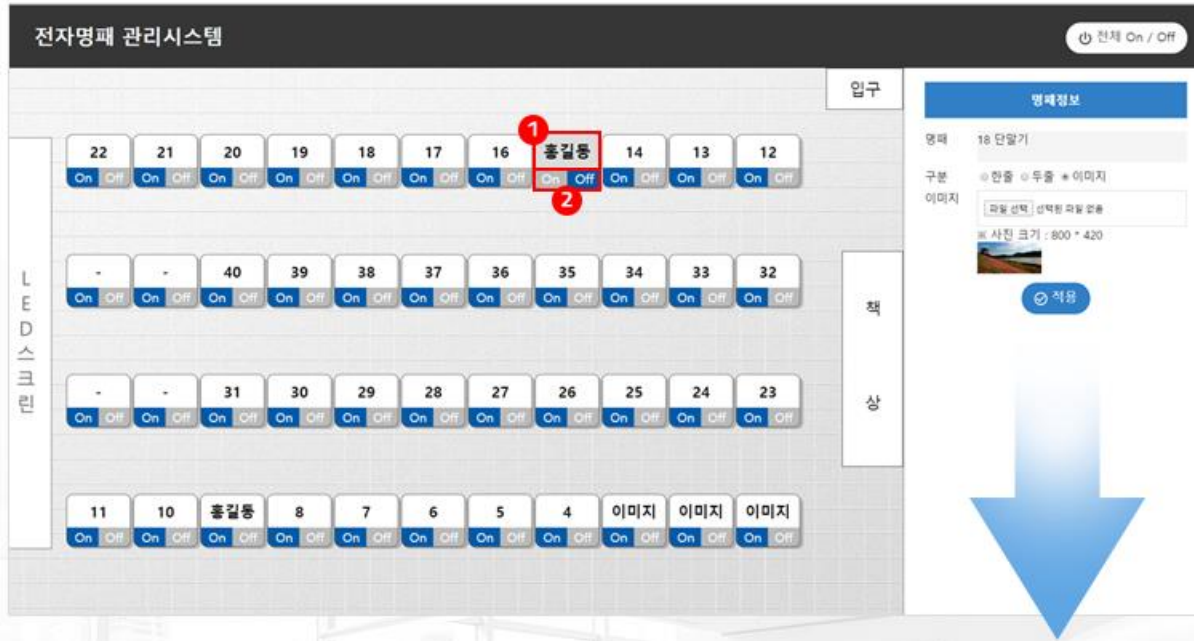 전자명패 관리시스템
전체 On / Off
입구
명패정보
명패 18 단말기
구분 한줄 두줄 이미지
이미지 파일 선택 선택된 파일 없음
※ 사진 크기 : 800 * 420
적용
LED스크린
책상
1
22 21 20 19 18 17 16 홍길동 14 13 12
On Off On Off On Off On Off On Off On Off On Off On Off On Off On Off On Off
2
- - 40 39 38 37 36 35 34 33 32
On Off On Off On Off On Off On Off On Off On Off On Off On Off On Off On Off
- - 31 30 29 28 27 26 25 24 23
On Off On Off On Off On Off On Off On Off On Off On Off On Off On Off On Off
11 10 홍길동 8 7 6 5 4 이미지 이미지 이미지
On Off On Off On Off On Off On Off On Off On Off On Off On Off On Off On Off